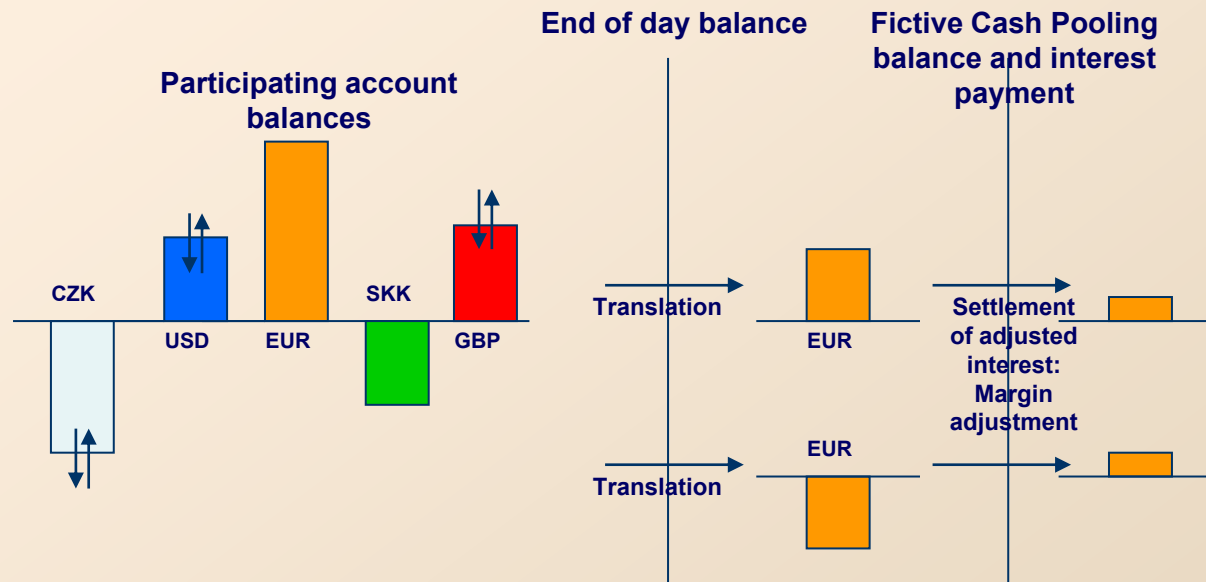 End of day balance
Fictive Cash Pooling
balance and interest
payment
Participating account
balances
CZK
USD
EUR
SKK
GBP
Translation
EUR
Settlement
of adjusted
interest:
Margin
adjustment
Translation
EUR